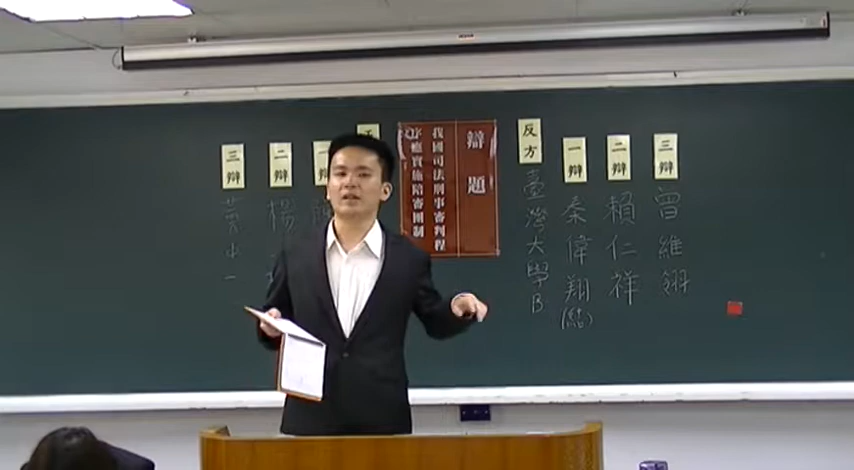 三辯
曾維翎
二辯
賴仁祥
一辯
秦偉翔(結)
反方
臺灣大學B
辯題
我國司法刑事審判程
序應實施陪審團制
二辯
楊
三辯